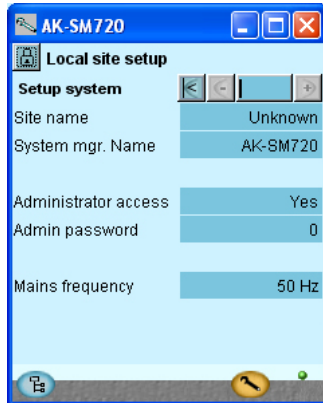 AK-SM720
Local site setup
Setup system
Site name Unknown
System mgr. Name AK-SM720
Administrator access Yes
Admin password 0
Mains frequency 50 Hz